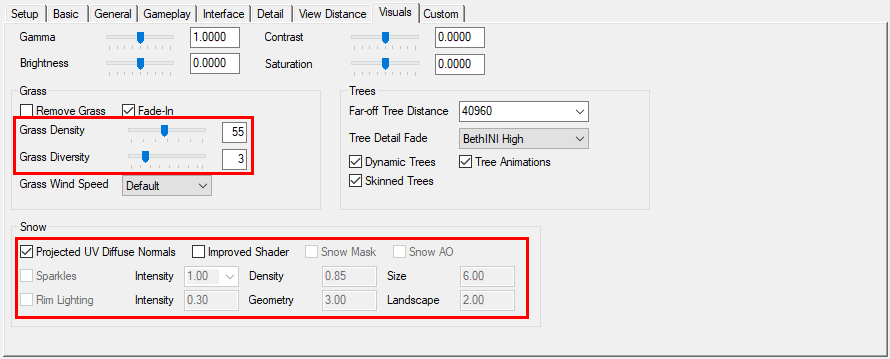 Setup Basic General Gameplay Interface Detail View Distance Visuals Custom
Gamma 1.0000 Contrast 0.0000
Brightness 0.0000 Saturation 0.0000
Grass
Remove Grass Fade-In
Grass Density 55
Grass Diversity 3
Grass Wind Speed Default
Trees
Far-off Tree Distance 40960
Tree Detail Fade BethINI High
Dynamic Trees Tree Animations
Skinned Trees
Snow
Projected UV Diffuse Normals Improved Shader Snow Mask Snow AO
Sparkles Intensity 1.00 Density 0.85 Size 6.00
Rim Lighting Intensity 0.30 Geometry 3.00 Landscape 2.00